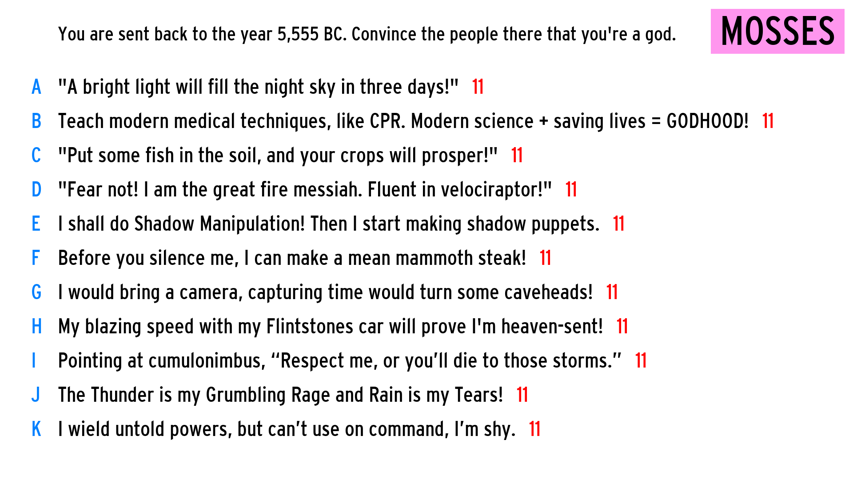 You are sent back to the year 5,555 BC. Convince the people there that you're a god.
MOSSES
A "A bright light will fill the night sky in three days!" 11
B Teach modern medical techniques, like CPR. Modern science + saving lives = GODHOOD! 11
C "Put some fish in the soil, and your crops will prosper!" 11
D "Fear not! I am the great fire messiah. Fluent in velociraptor!" 11
E I shall do Shadow Manipulation! Then I start making shadow puppets. 11
F Before you silence me, I can make a mean mammoth steak! 11
G I would bring a camera, capturing time would turn some caveheads! 11
H My blazing speed with my Flintstones car will prove I'm heaven-sent! 11
I Pointing at cumulonimbus, “Respect me, or you’ll die to those storms.” 11
J The Thunder is my Grumbling Rage and Rain is my Tears! 11
K I wield untold powers, but can’t use on command, I’m shy. 11